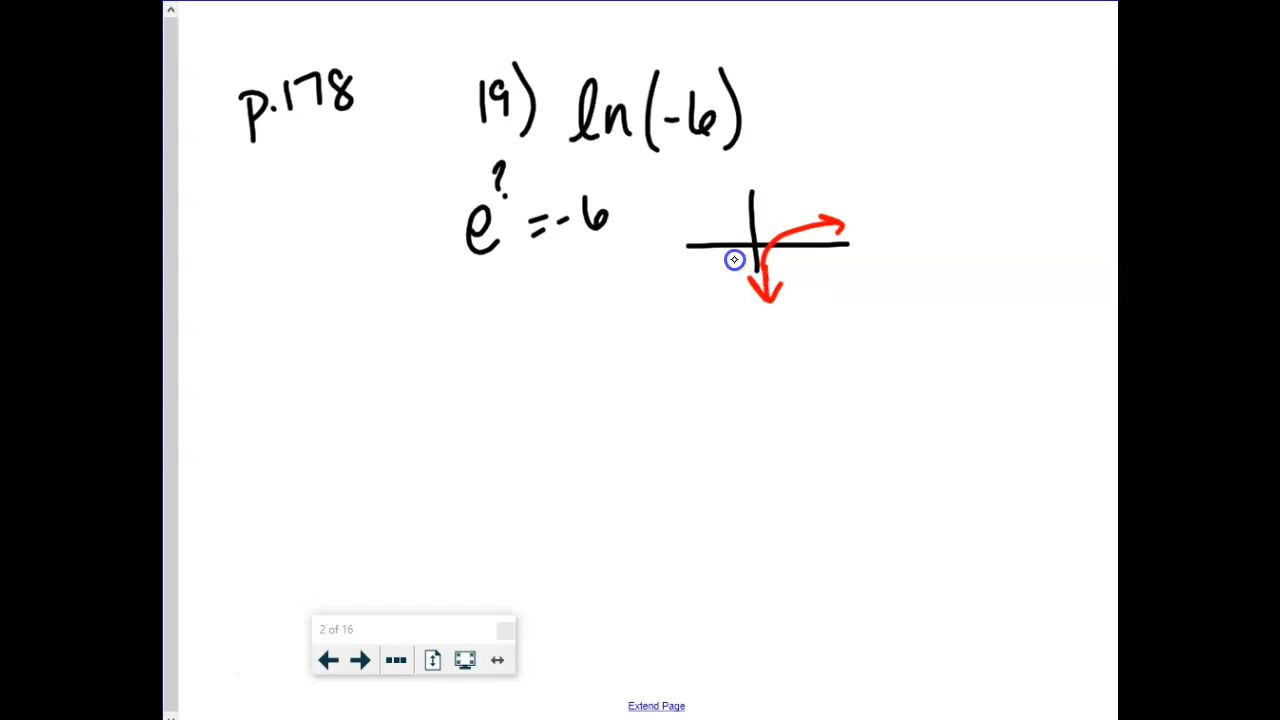 p.178 19) ln(-6)
e^? = -6
2 of 16
Extend Page